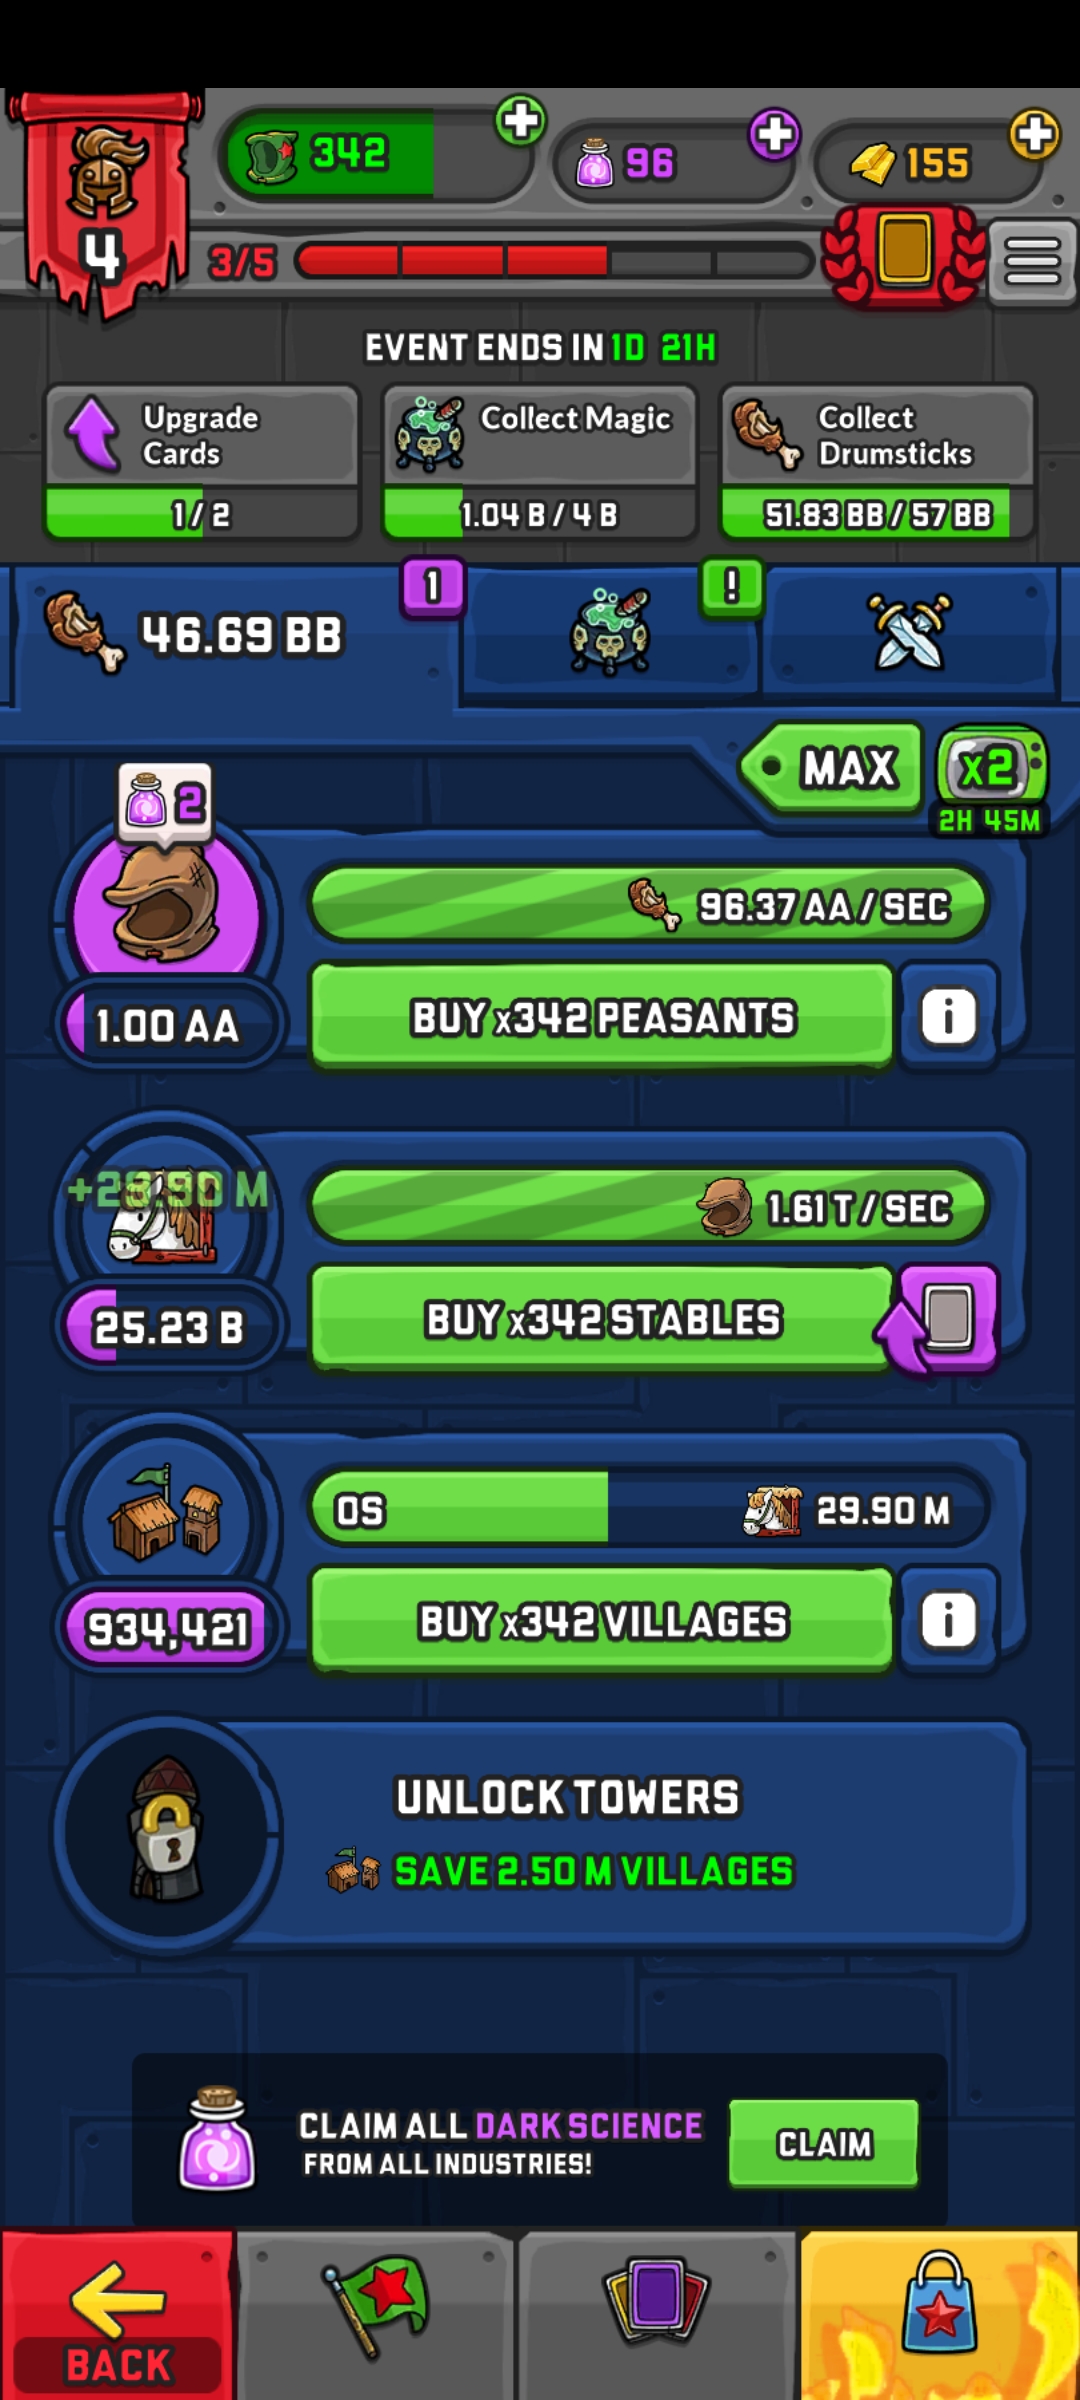 342
96
155
4
3/5
EVENT ENDS IN 1D 21H
Upgrade
Cards
1/2
Collect Magic
1.04 B / 4 B
Collect
Drumsticks
51.83 BB / 57 BB
46.69 BB
1
!
MAX
x2
2H 45M
2
96.37 AA / SEC
1.00 AA
BUY x342 PEASANTS
i
1.61 T / SEC
25.23 B
BUY x342 STABLES
0S
29.90 M
934,421
BUY x342 VILLAGES
i
UNLOCK TOWERS
SAVE 2.50 M VILLAGES
CLAIM ALL DARK SCIENCE
FROM ALL INDUSTRIES!
CLAIM
BACK